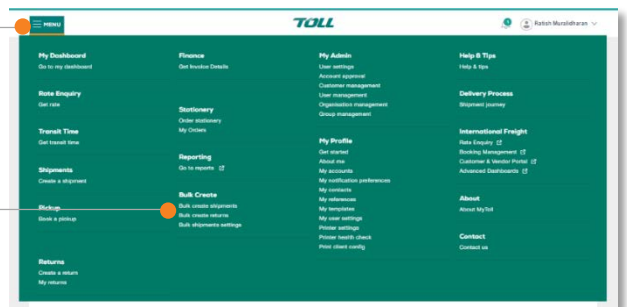 MENU
TOLL
Ratish Muralidharan
My Dashboard
Go to my dashboard
Rate Enquiry
Get rate
Transit Time
Get transit time
Shipments
Create a shipment
Pickup
Book a pickup
Returns
Create a return
My returns
Finance
Get Invoice Details
Stationery
Order stationery
My Orders
Reporting
Go to reports
Bulk Create
Bulk create shipments
Bulk create returns
Bulk shipments settings
My Admin
User settings
Account approval
Customer management
User management
Organisation management
Group management
My Profile
Get started
About me
My accounts
My notification preferences
My contacts
My references
My templates
My user settings
Printer settings
Printer health check
Print client config
Help & Tips
Help & tips
Delivery Process
Shipment journey
International Freight
Rate Enquiry
Booking Management
Customer & Vendor Portal
Advanced Dashboards
About
About MyToll
Contact
Contact us